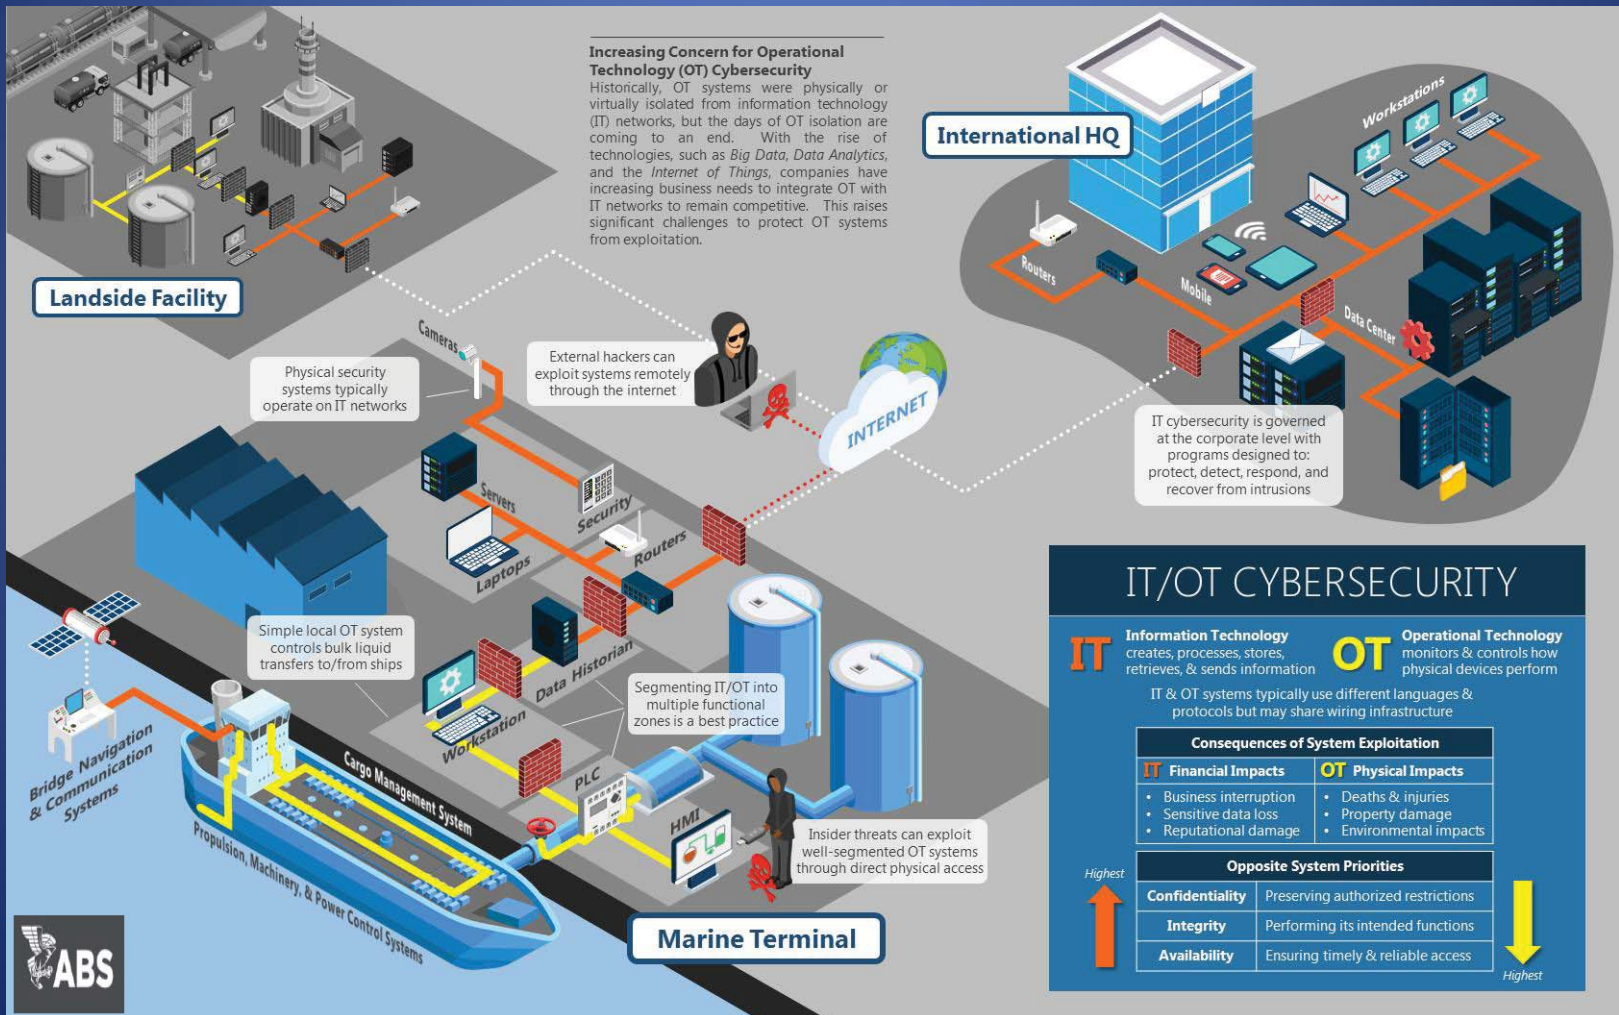 Increasing Concern for Operational
Technology (OT) Cybersecurity
Historically, OT systems were physically or
virtually isolated from information technology
(IT) networks, but the days of OT isolation are
coming to an end. With the rise of
technologies, such as Big Data, Data Analytics,
and the Internet of Things, companies have
increasing business needs to integrate OT with
IT networks to remain competitive. This raises
significant challenges to protect OT systems
from exploitation.
International HQ
Workstations
Routers
Mobile
Data Center
IT cybersecurity is governed
at the corporate level with
programs designed to:
protect, detect, respond, and
recover from intrusions
Landside Facility
Cameras
Physical security
systems typically
operate on IT networks
External hackers can
exploit systems remotely
through the internet
INTERNET
Servers
Security
Laptops
Routers
Simple local OT system
controls bulk liquid
transfers to/from ships
Data Historian
Segmenting IT/OT into
multiple functional
zones is a best practice
Workstation
PLC
HMI
Insider threats can exploit
well-segmented OT systems
through direct physical access
Bridge Navigation
& Communication
Systems
Cargo Management System
Propulsion, Machinery, & Power Control Systems
Marine Terminal
ABS
IT/OT CYBERSECURITY
IT
Information Technology
creates, processes, stores,
retrieves, & sends information
OT
Operational Technology
monitors & controls how
physical devices perform
IT & OT systems typically use different languages &
protocols but may share wiring infrastructure
Consequences of System Exploitation
IT Financial Impacts
OT Physical Impacts
• Business interruption
• Sensitive data loss
• Reputational damage
• Deaths & injuries
• Property damage
• Environmental impacts
Opposite System Priorities
Highest
Confidentiality Preserving authorized restrictions
Integrity Performing its intended functions
Availability Ensuring timely & reliable access
Highest